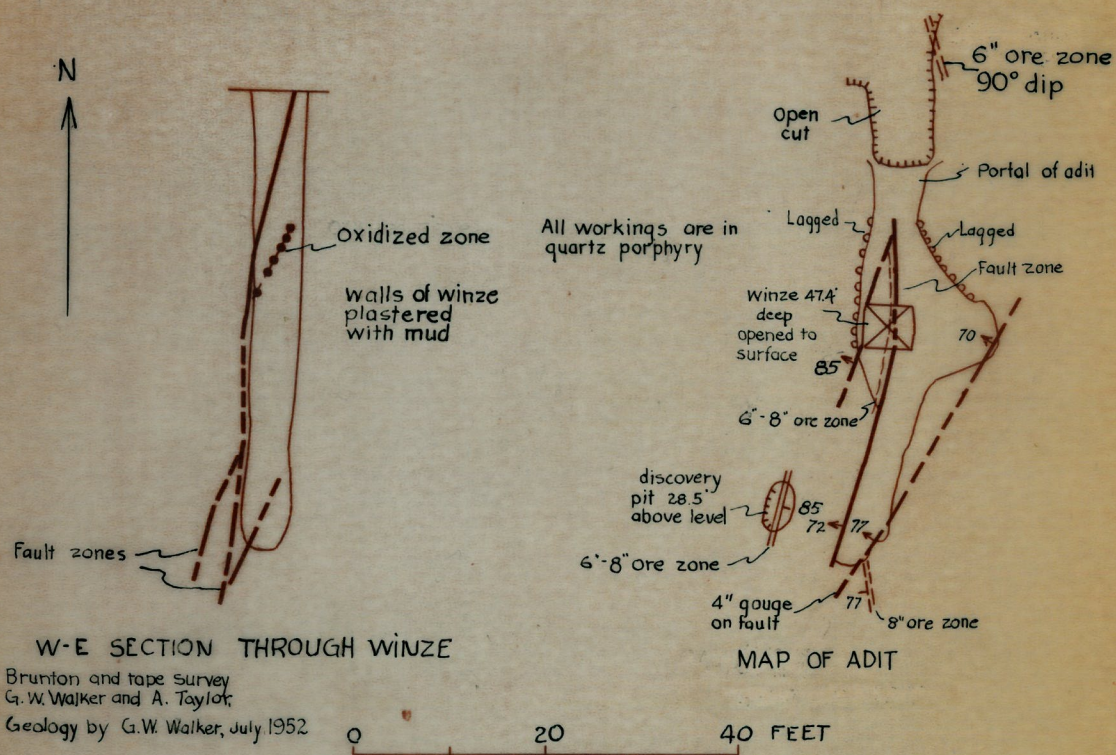 N
Oxidized zone
Walls of winze
plastered
with mud
Fault zones
W-E SECTION THROUGH WINZE
Brunton and tape survey
G.W. Walker and A. Taylor,
Geology by G.W. Walker, July 1952
All workings are in
quartz porphyry
6" ore zone
90° dip
Open
cut
Portal of adit
Lagged
Lagged
Fault zone
Winze 47.4'
deep
opened to
surface
70
85
6"-8" ore zone
discovery
pit 28.5'
above level
85
72
77
6"-8" ore zone
4" gouge
on fault
77
8" ore zone
MAP OF ADIT
0 20 40 FEET